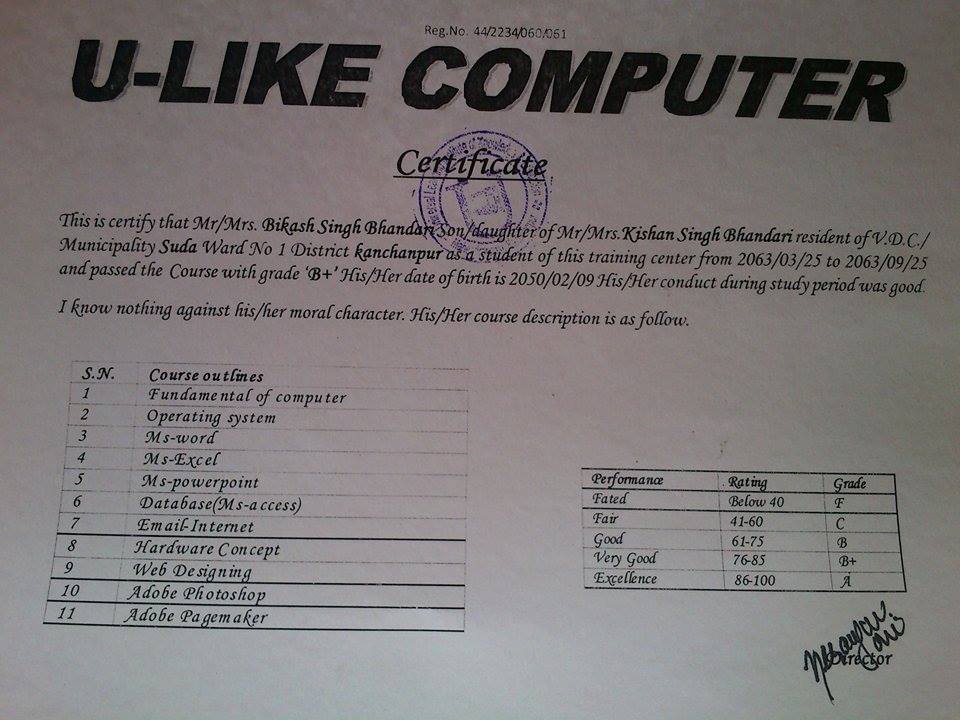 Reg.No. 44/2234/060/061
U-LIKE COMPUTER
Certificate
This is certify that Mr/Mrs. Bikash Singh Bhandari Son/daughter of Mr/Mrs. Kishan Singh Bhandari resident of V.D.C./
Municipality Suda Ward No 1 District kanchanpur as a student of this training center from 2063/03/25 to 2063/09/25
and passed the Course with grade 'B+' His/Her date of birth is 2050/02/09 His/Her conduct during study period was good.
I know nothing against his/her moral character. His/Her course description is as follow.
S.N. Course outlines
1 Fundamental of computer
2 Operating system
3 Ms-word
4 Ms-Excel
5 Ms-powerpoint
6 Database(Ms-access)
7 Email-Internet
8 Hardware Concept
9 Web Designing
10 Adobe Photoshop
11 Adobe Pagemaker
Performance Rating Grade
Fated Below 40 F
Fair 41-60 C
Good 61-75 B
Very Good 76-85 B+
Excellence 86-100 A
Director